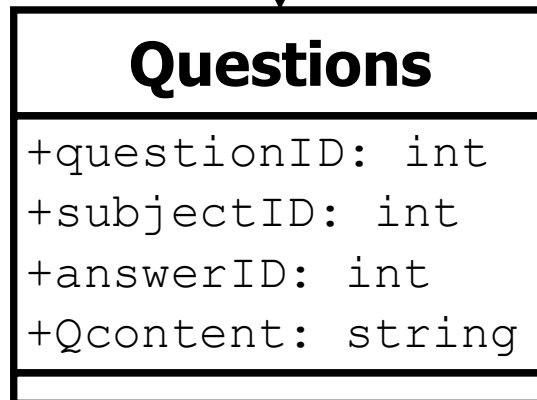 Questions
+questionID: int
+subjectID: int
+answerID: int
+Qcontent: string